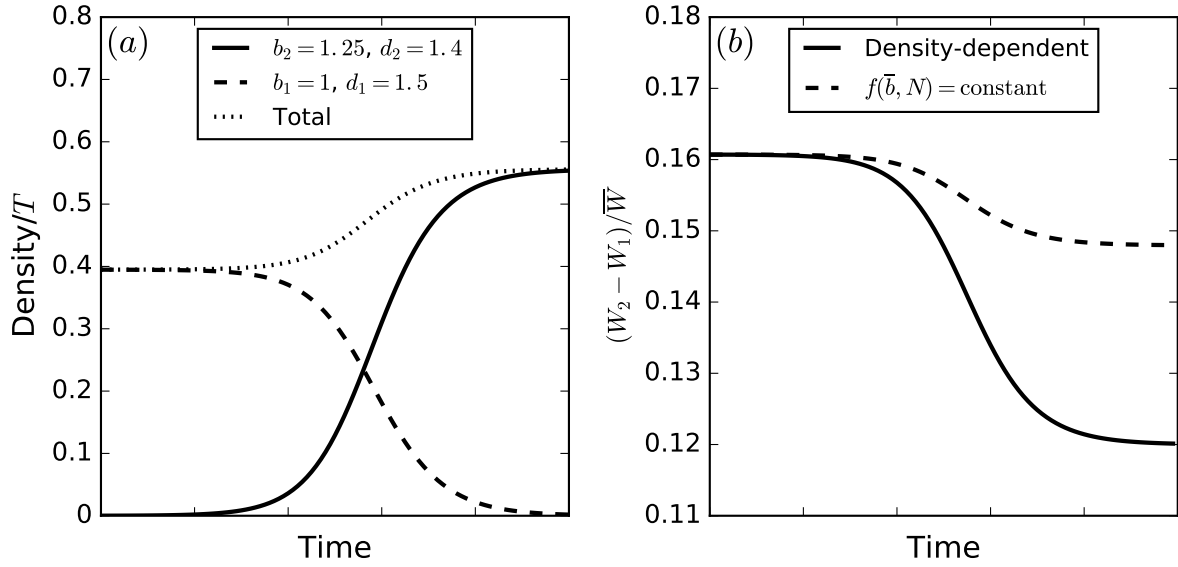 (a)
b₂ = 1.25, d₂ = 1.4
b₁ = 1, d₁ = 1.5
Total
0.8
0.7
0.6
0.5
0.4
0.3
0.2
0.1
0
Density/T
Time
(b)
Density-dependent
f(b̅, N) = constant
0.18
0.17
0.16
0.15
0.14
0.13
0.12
0.11
(W₂ − W₁)/W̅
Time